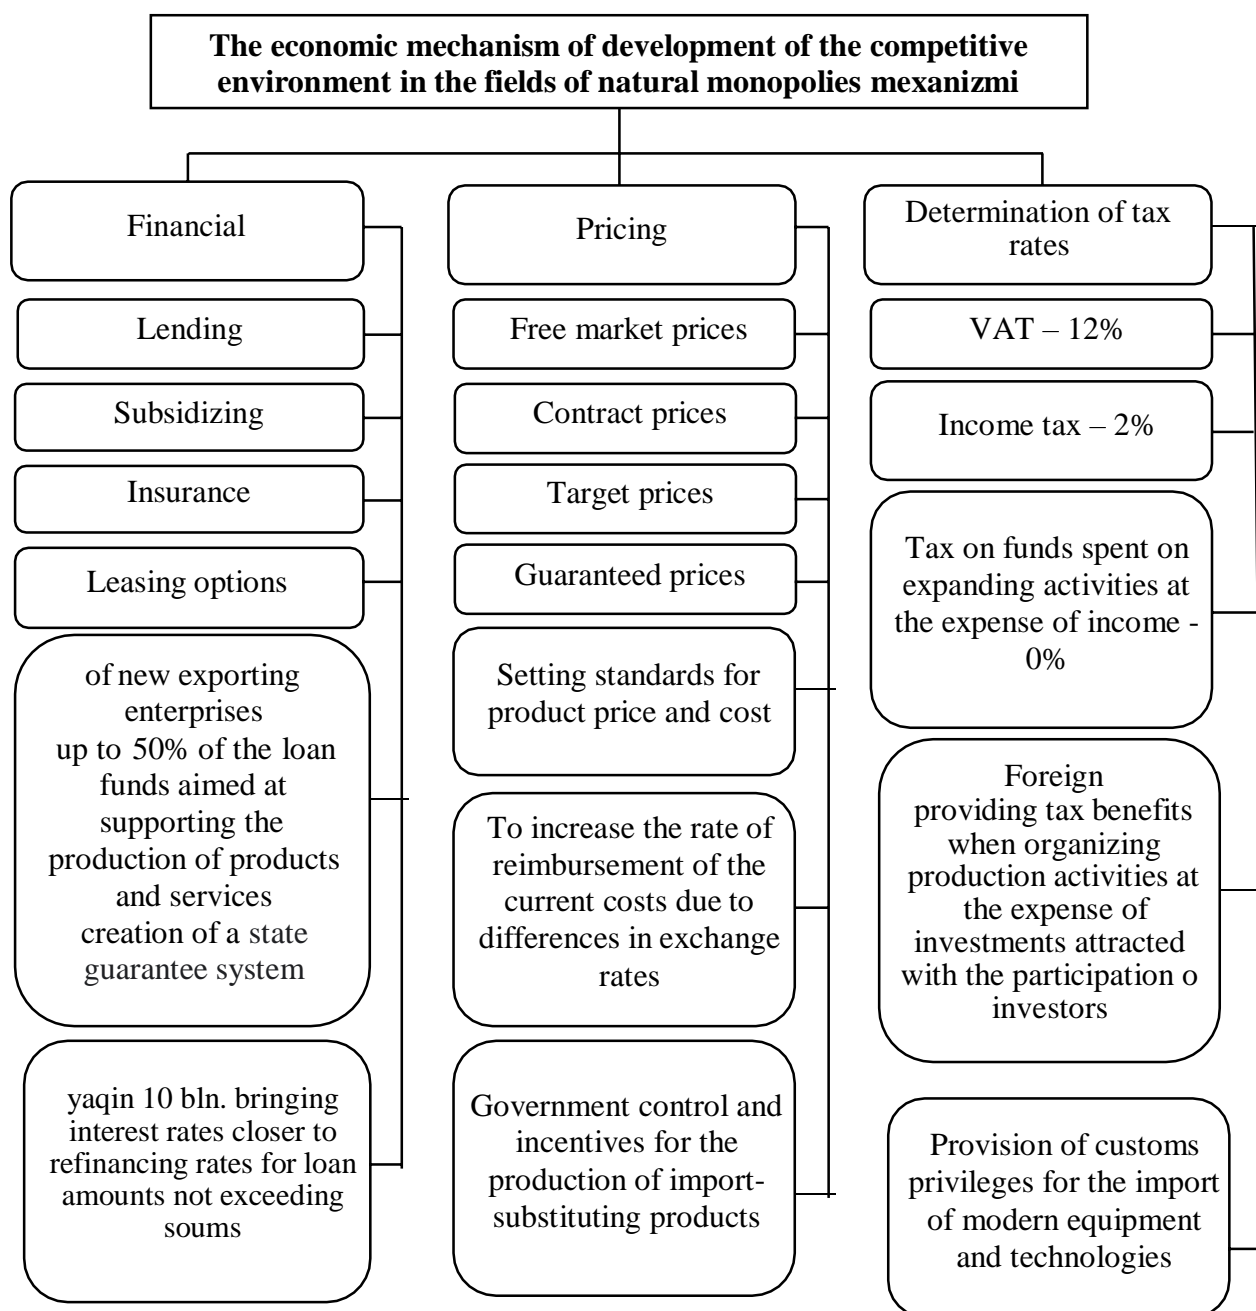 The economic mechanism of development of the competitive
environment in the fields of natural monopolies mexanizmi
Financial
Lending
Subsidizing
Insurance
Leasing options
of new exporting
enterprises
up to 50% of the loan
funds aimed at
supporting the
production of products
and services
creation of a state
guarantee system
yaqin 10 bln. bringing
interest rates closer to
refinancing rates for loan
amounts not exceeding
soums
Pricing
Free market prices
Contract prices
Target prices
Guaranteed prices
Setting standards for
product price and cost
To increase the rate of
reimbursement of the
current costs due to
differences in exchange
rates
Government control and
incentives for the
production of import-
substituting products
Determination of tax
rates
VAT – 12%
Income tax – 2%
Tax on funds spent on
expanding activities at
the expense of income -
0%
Foreign
providing tax benefits
when organizing
production activities at
the expense of
investments attracted
with the participation o
investors
Provision of customs
privileges for the import
of modern equipment
and technologies